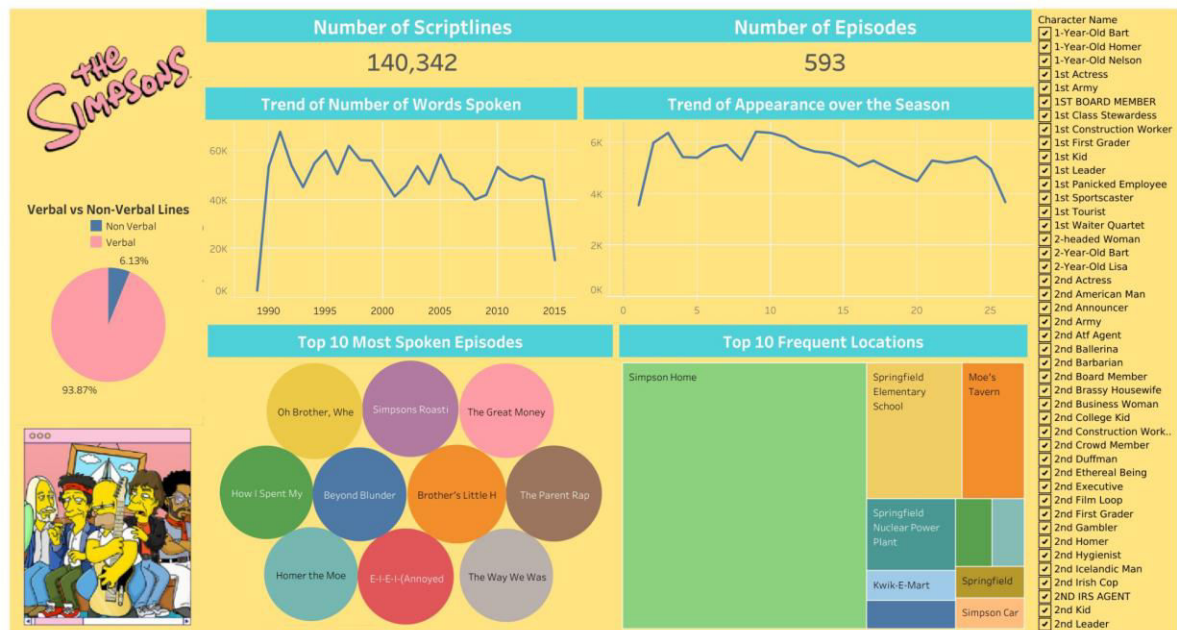 THE
SIMPSONS
Number of Scriptlines
140,342
Number of Episodes
593
Verbal vs Non-Verbal Lines
Non Verbal
Verbal
6.13%
93.87%
Trend of Number of Words Spoken
60K
40K
20K
0K
1990
1995
2000
2005
2010
2015
Trend of Appearance over the Season
6K
4K
2K
0K
0
5
10
15
20
25
Top 10 Most Spoken Episodes
Oh Brother, Whe
Simpsons Roasti
The Great Money
How I Spent My
Beyond Blunder
Brother's Little H
The Parent Rap
Homer the Moe
E-I-E-I-(Annoyed
The Way We Was
Top 10 Frequent Locations
Simpson Home
Springfield
Elementary
School
Moe's
Tavern
Springfield
Nuclear Power
Plant
Kwik-E-Mart
Springfield
Simpson Car
Character Name
1-Year-Old Bart
1-Year-Old Homer
1-Year-Old Nelson
1st Actress
1st Army
1ST BOARD MEMBER
1st Class Stewardess
1st Construction Worker
1st First Grader
1st Kid
1st Leader
1st Panicked Employee
1st Sportscaster
1st Tourist
1st Waiter Quartet
2-headed Woman
2-Year-Old Bart
2-Year-Old Lisa
2nd Actress
2nd American Man
2nd Announcer
2nd Army
2nd Atf Agent
2nd Ballerina
2nd Barbarian
2nd Board Member
2nd Brassy Housewife
2nd Business Woman
2nd College Kid
2nd Construction Work..
2nd Crowd Member
2nd Duffman
2nd Ethereal Being
2nd Executive
2nd Film Loop
2nd First Grader
2nd Gambler
2nd Homer
2nd Hygienist
2nd Icelandic Man
2nd Irish Cop
2ND IRS AGENT
2nd Kid
2nd Leader